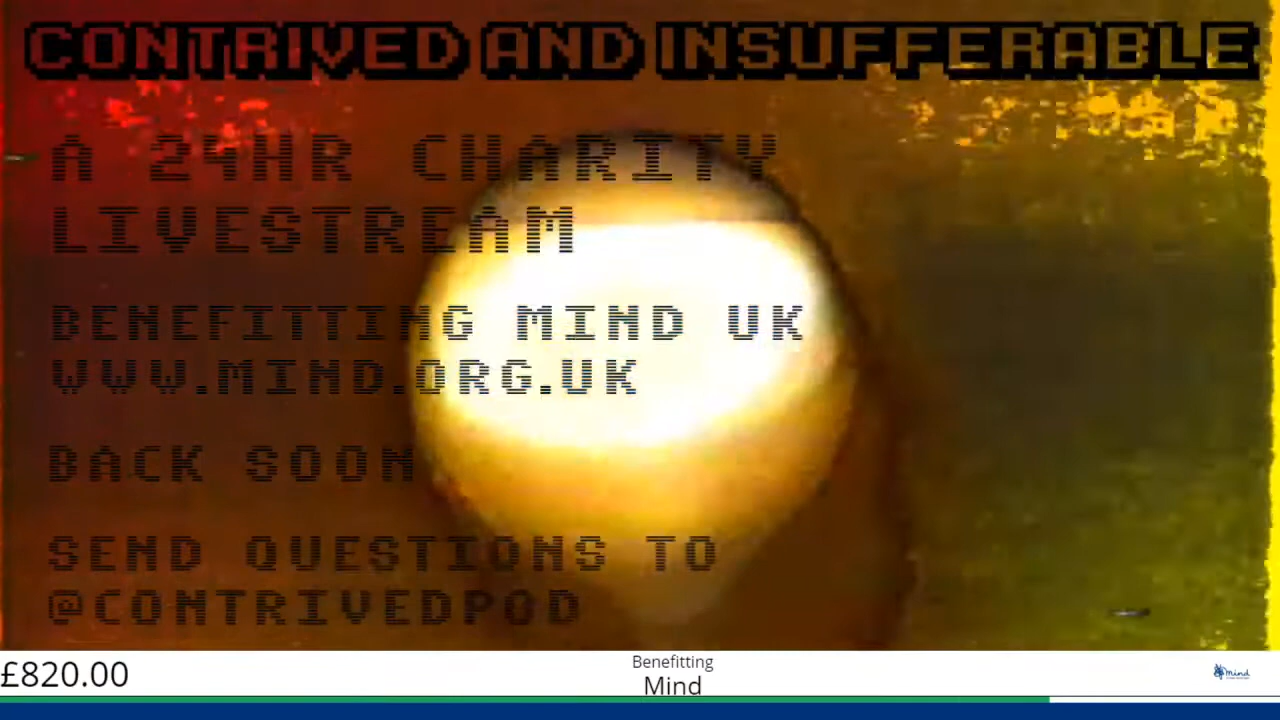 CONTRIVED AND INSUFFERABLE
A 24HR CHARITY
LIVESTREAM
BENEFITTING MIND UK
WWW.MIND.ORG.UK
BACK SOON
SEND QUESTIONS TO
@CONTRIVEDPOD
£820.00
Benefitting
Mind
mind